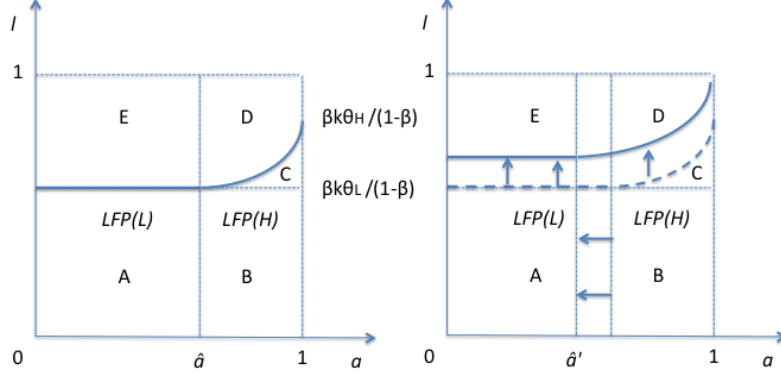 l
1
E
D
βkθH/(1-β)
C
βkθL/(1-β)
LFP(L)
LFP(H)
A
B
0
â
1
a
l
1
E
D
C
LFP(L)
LFP(H)
A
B
0
â'
1
a